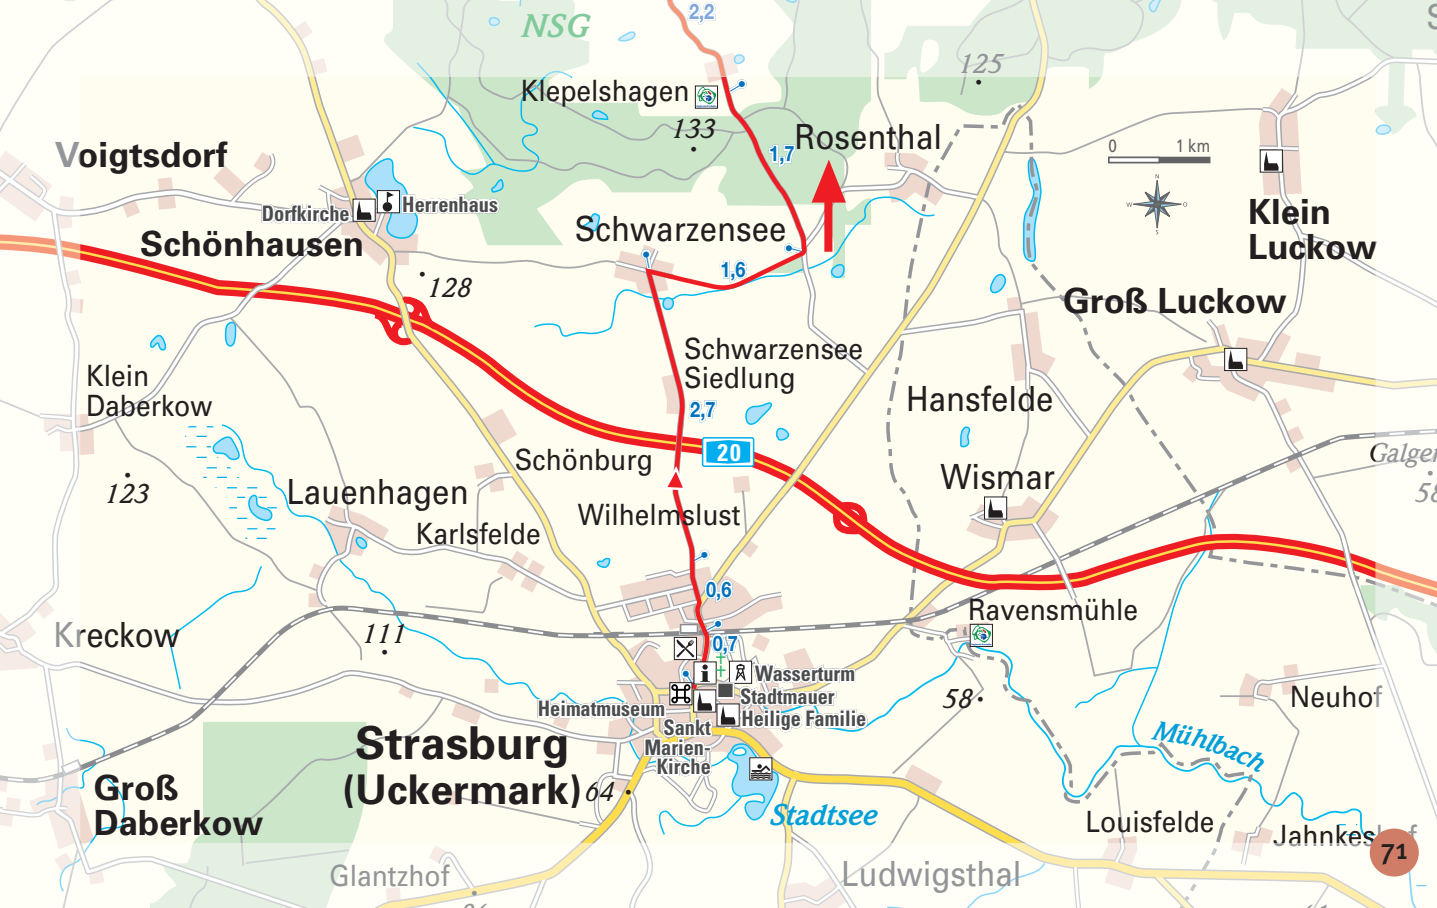 2,2
NSG
125
Klepelshagen
133
Rosenthal
1,7
0 1 km
N
W O
S
Voigtsdorf
Dorfkirche
Herrenhaus
Schönhausen
Schwarzensee
Klein
Luckow
1,6
128
Groß Luckow
Schwarzensee
Siedlung
Klein
Daberkow
2,7
Hansfelde
20
Schönburg
Wismar
123
Lauenhagen
Wilhelmslust
Karlsfelde
58
0,6
Ravensmühle
Kreckow
111
0,7
i
Wasserturm
Stadtmauer
Heimatmuseum
Heilige Familie
Sankt
Marien-
Kirche
58
Neuhof
Mühlbach
Strasburg
(Uckermark)
64
Groß
Daberkow
Stadtsee
Louisfelde
Jahnkeshof
71
Glantzhof
Ludwigsthal